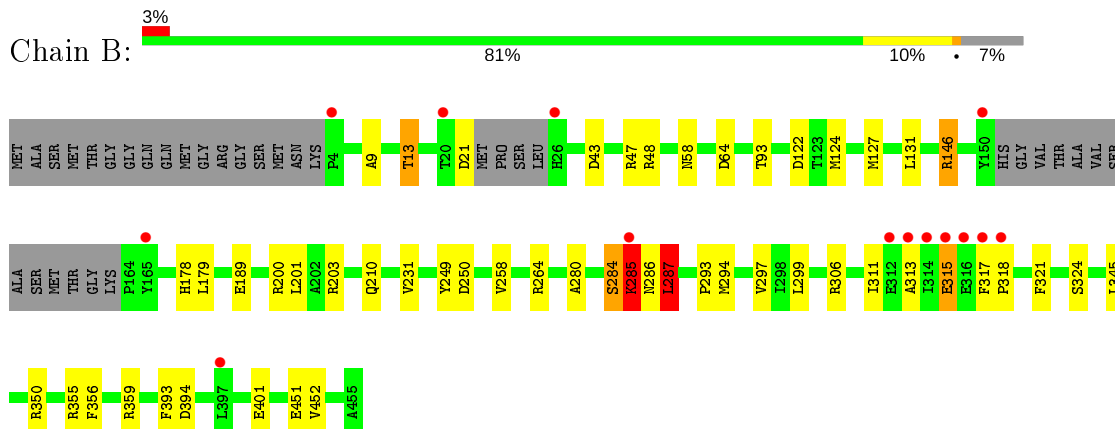 3%
Chain B:
81% 10% • 7%
MET ALA SER MET THR GLY GLY GLN GLN MET GLY ARG GLY SER MET ASN LYS P4 A9 T13 T20 D21 MET PRO SER LEU H26 D43 R47 R48 N58 D64 T93 D122 T123 M124 M127 L131 R146 Y150 HIS GLY VAL THR ALA VAL SER
ALA SER MET THR GLY LYS P164 Y165 H178 L179 E189 R200 L201 A202 R203 Q210 V231 Y249 D250 V258 R264 A280 S284 K285 N286 L287 P293 M294 V297 I298 L299 R306 I311 E312 A313 I314 E315 E316 F317 P318 F321 S324 L345
R350 R355 F356 R359 F393 D394 L397 E401 E451 V452 A455